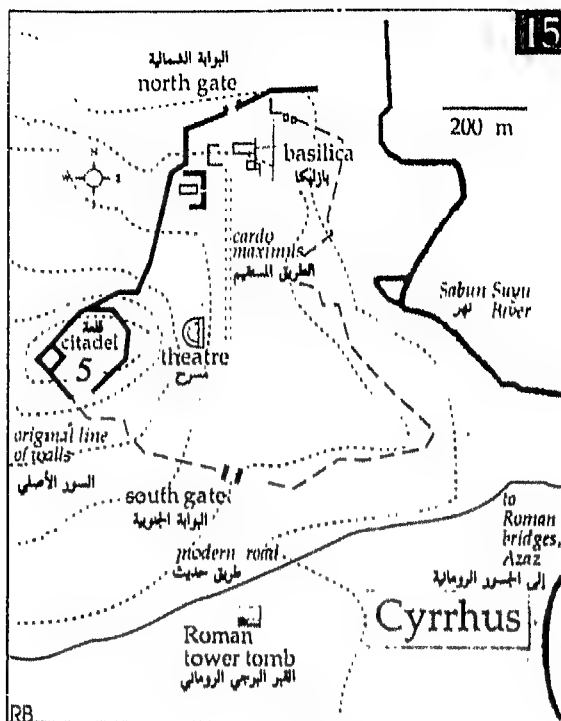 15
البوابة الشمالية
north gate
200 m
basilica
بازليكا
cardo
maximus
الطريق المستقيم
Sabun Suyu
نهر River
قلعة
citadel
5
theatre
مسرح
original line
of walls
السور الأصلي
south gate
البوابة الجنوبية
modern road
طريق حديث
to
Roman
bridges,
Azaz
إلى الجسور الرومانية
Cyrrhus
Roman
tower tomb
القبر البرجي الروماني
RB